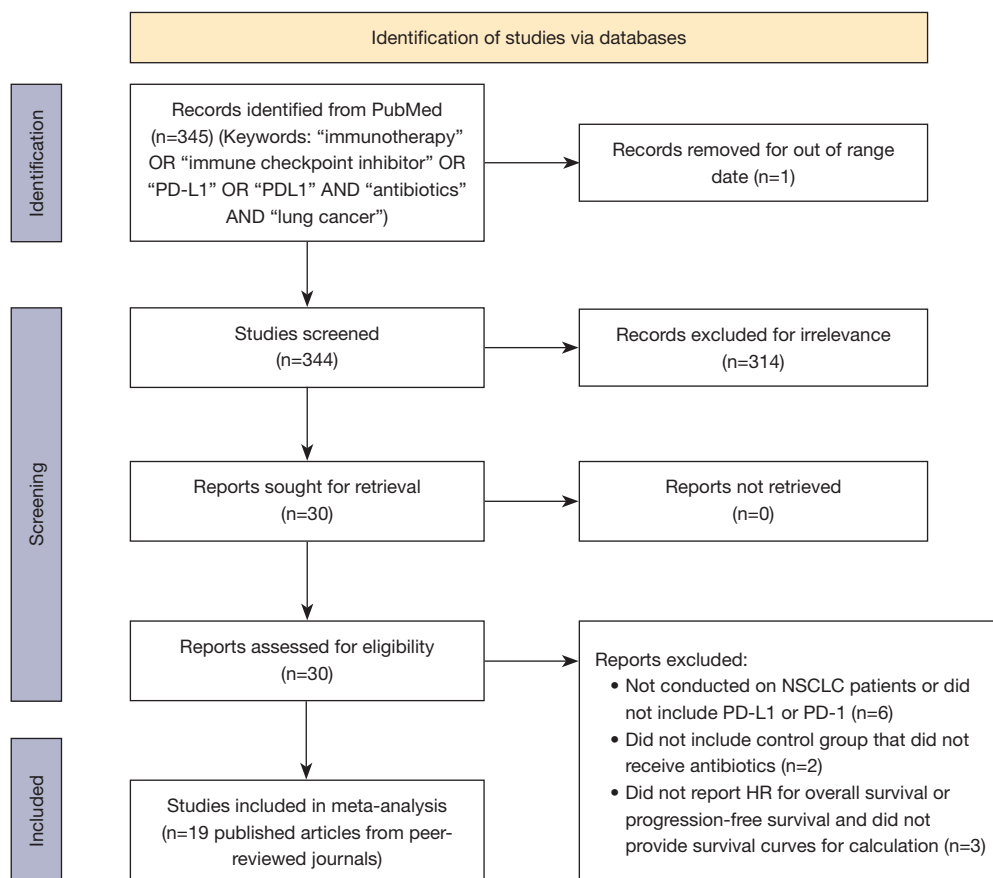 Identification of studies via databases
Identification
Records identified from PubMed
(n=345) (Keywords: “immunotherapy”
OR “immune checkpoint inhibitor” OR
“PD-L1” OR “PDL1” AND “antibiotics”
AND “lung cancer”)
Records removed for out of range
date (n=1)
Screening
Studies screened
(n=344)
Records excluded for irrelevance
(n=314)
Reports sought for retrieval
(n=30)
Reports not retrieved
(n=0)
Reports assessed for eligibility
(n=30)
Reports excluded:
• Not conducted on NSCLC patients or did
not include PD-L1 or PD-1 (n=6)
• Did not include control group that did not
receive antibiotics (n=2)
• Did not report HR for overall survival or
progression-free survival and did not
provide survival curves for calculation (n=3)
Included
Studies included in meta-analysis
(n=19 published articles from peer-
reviewed journals)